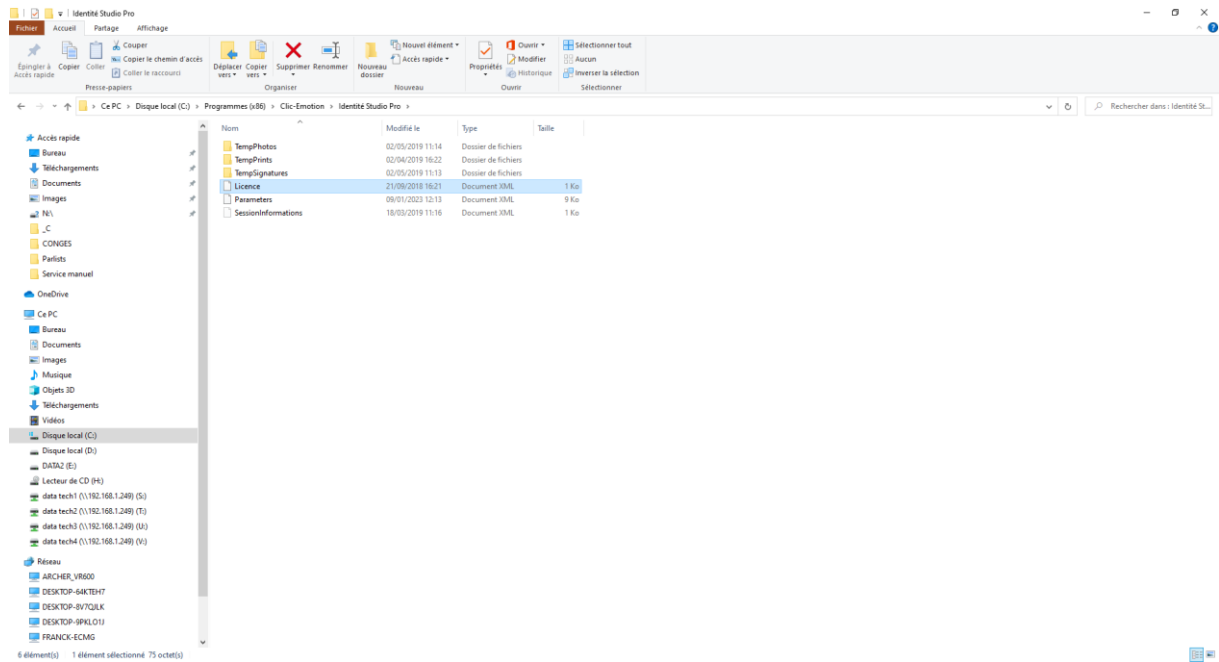 Identité Studio Pro
Fichier Accueil Partage Affichage
Épingler à Accès rapide
Copier
Coller
Couper
Copier le chemin d'accès
Coller le raccourci
Presse-papiers
Déplacer vers
Copier vers
Supprimer
Renommer
Organiser
Nouveau dossier
Nouvel élément
Accès rapide
Nouveau
Propriétés
Ouvrir
Modifier
Historique
Ouvrir
Sélectionner tout
Aucun
Inverser la sélection
Sélectionner
Ce PC > Disque local (C:) > Programmes (x86) > Clic-Emotion > Identité Studio Pro >
Rechercher dans : Identité St...
Accès rapide
Bureau
Téléchargements
Documents
Images
N:\
_C
CONGES
Parlists
Service manuel
OneDrive
Ce PC
Bureau
Documents
Images
Musique
Objets 3D
Téléchargements
Vidéos
Disque local (C:)
Disque local (D:)
DATA2 (E:)
Lecteur de CD (H:)
data tech1 (\\192.168.1.249) (S:)
data tech2 (\\192.168.1.249) (T:)
data tech3 (\\192.168.1.249) (U:)
data tech4 (\\192.168.1.249) (V:)
Réseau
ARCHER_VR600
DESKTOP-64KTEH7
DESKTOP-8V7QJLK
DESKTOP-9PKLO1J
FRANCK-ECMG
Nom Modifié le Type Taille
TempPhotos 02/05/2019 11:14 Dossier de fichiers
TempPrints 02/04/2019 16:22 Dossier de fichiers
TempSignatures 02/05/2019 11:13 Dossier de fichiers
Licence 21/09/2018 16:21 Document XML 1 Ko
Parameters 09/01/2023 12:13 Document XML 9 Ko
SessionInformations 18/03/2019 11:16 Document XML 1 Ko
6 élément(s) 1 élément sélectionné 75 octet(s)